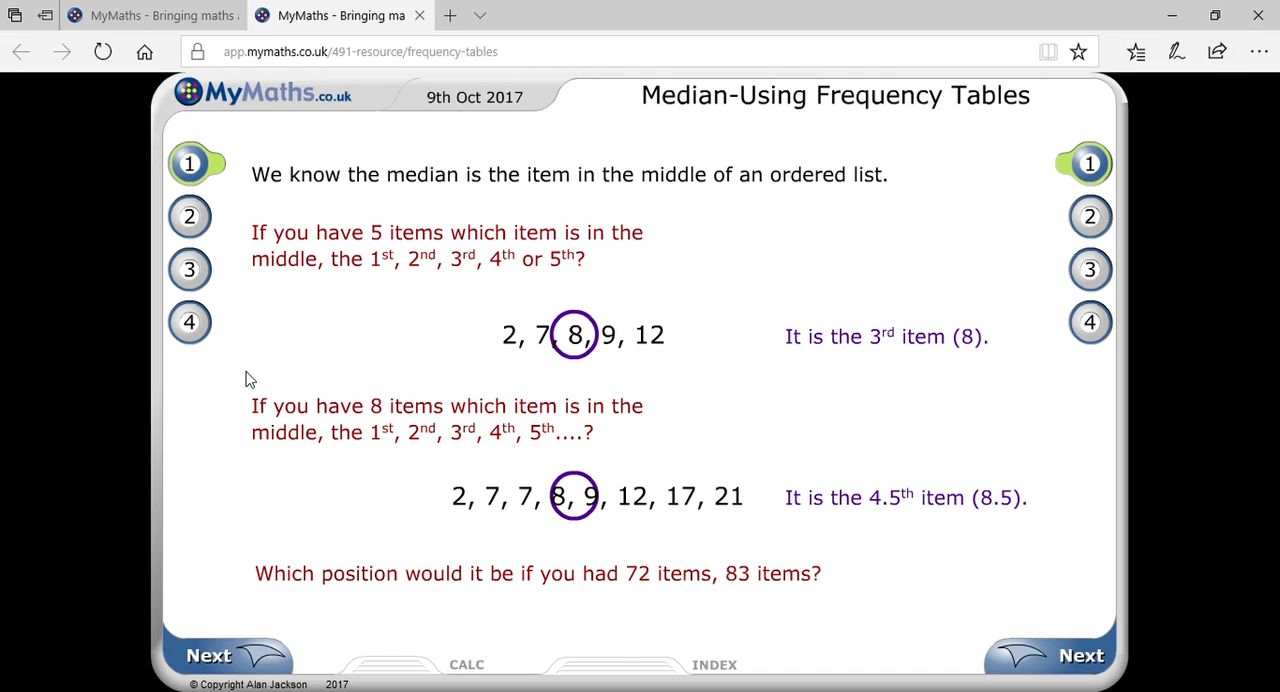 MyMaths - Bringing maths a
MyMaths - Bringing ma
app.mymaths.co.uk/491-resource/frequency-tables
MyMaths.co.uk
9th Oct 2017
Median-Using Frequency Tables
1
2
3
4
We know the median is the item in the middle of an ordered list.
If you have 5 items which item is in the
middle, the 1st, 2nd, 3rd, 4th or 5th?
2, 7, 8, 9, 12
It is the 3rd item (8).
If you have 8 items which item is in the
middle, the 1st, 2nd, 3rd, 4th, 5th....?
2, 7, 7, 8, 9, 12, 17, 21
It is the 4.5th item (8.5).
Which position would it be if you had 72 items, 83 items?
1
2
3
4
Next
CALC
INDEX
Next
© Copyright Alan Jackson 2017